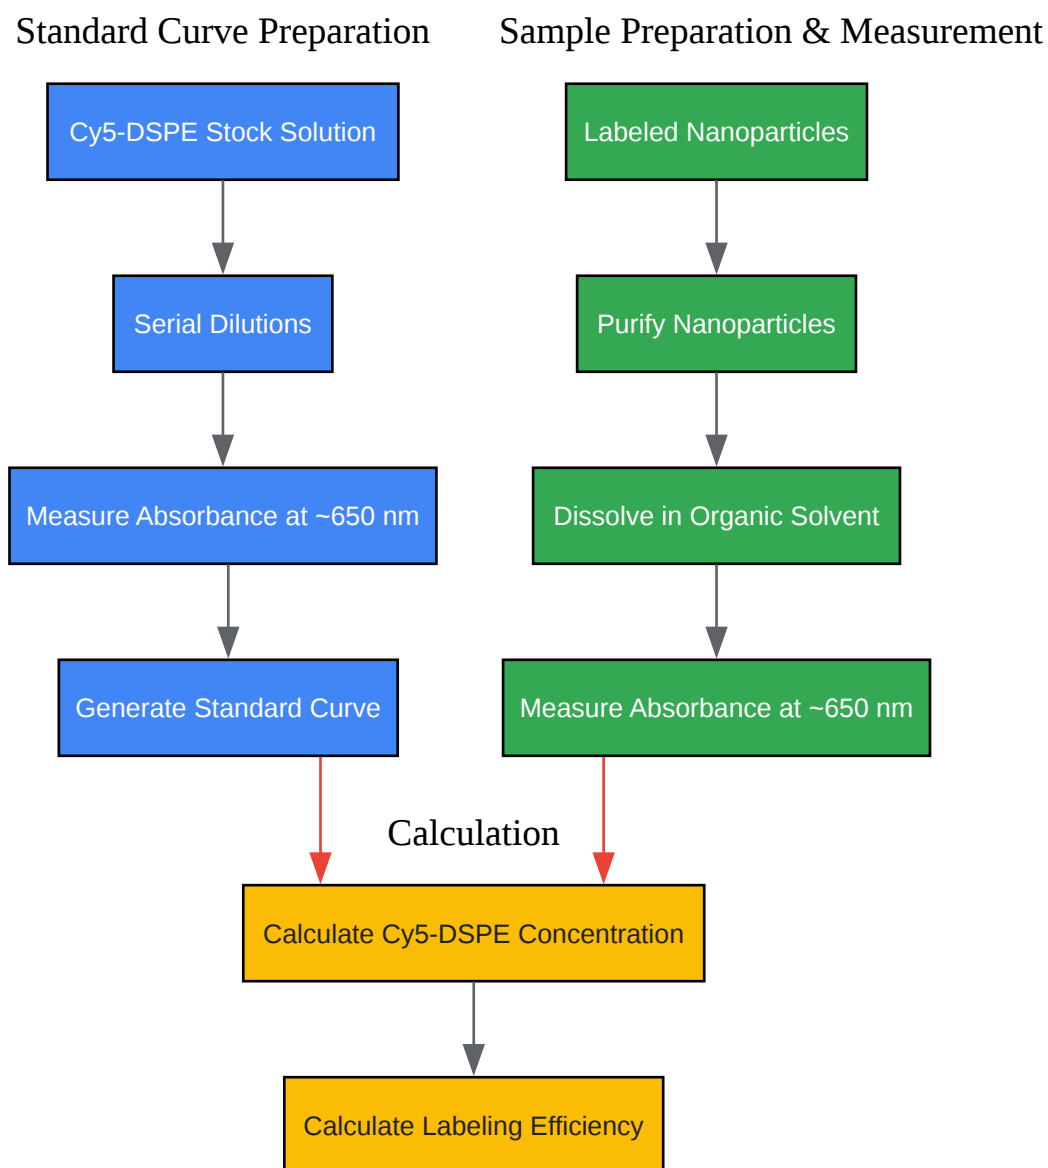 Standard Curve Preparation
Cy5-DSPE Stock Solution
Serial Dilutions
Measure Absorbance at ~650 nm
Generate Standard Curve
Sample Preparation & Measurement
Labeled Nanoparticles
Purify Nanoparticles
Dissolve in Organic Solvent
Measure Absorbance at ~650 nm
Calculation
Calculate Cy5-DSPE Concentration
Calculate Labeling Efficiency